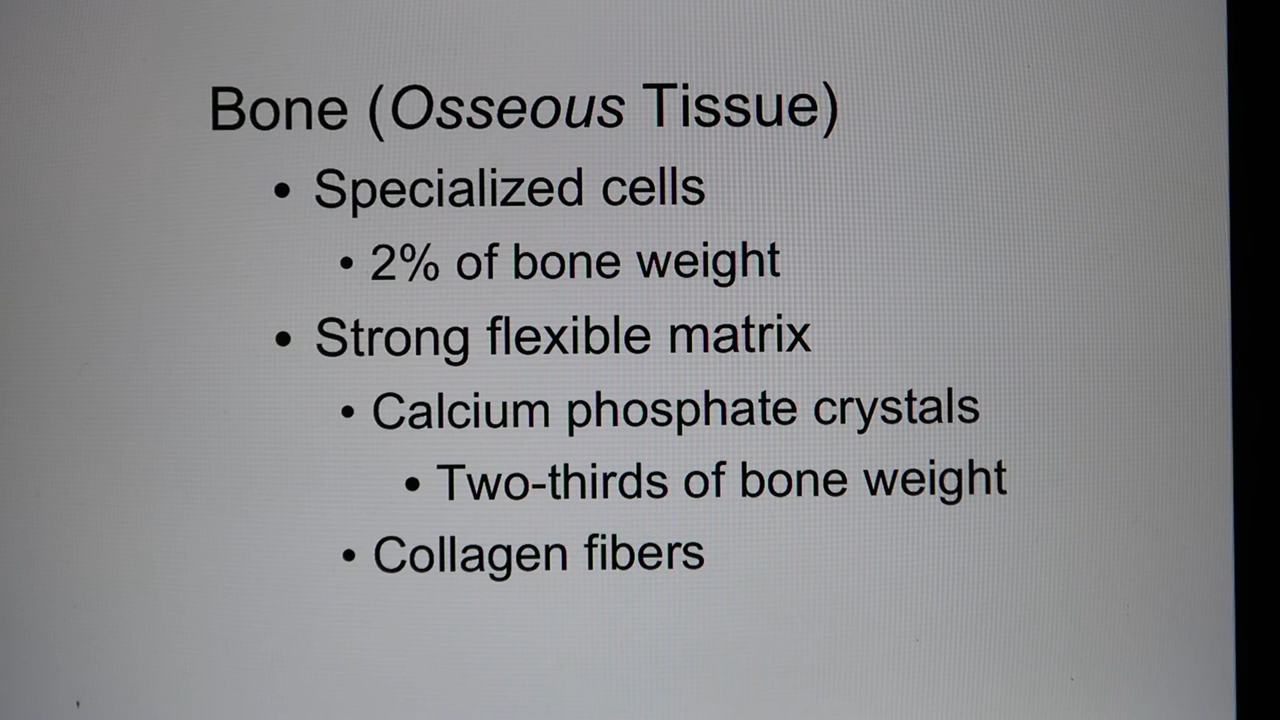 Bone (Osseous Tissue)
• Specialized cells
• 2% of bone weight
• Strong flexible matrix
• Calcium phosphate crystals
• Two-thirds of bone weight
• Collagen fibers